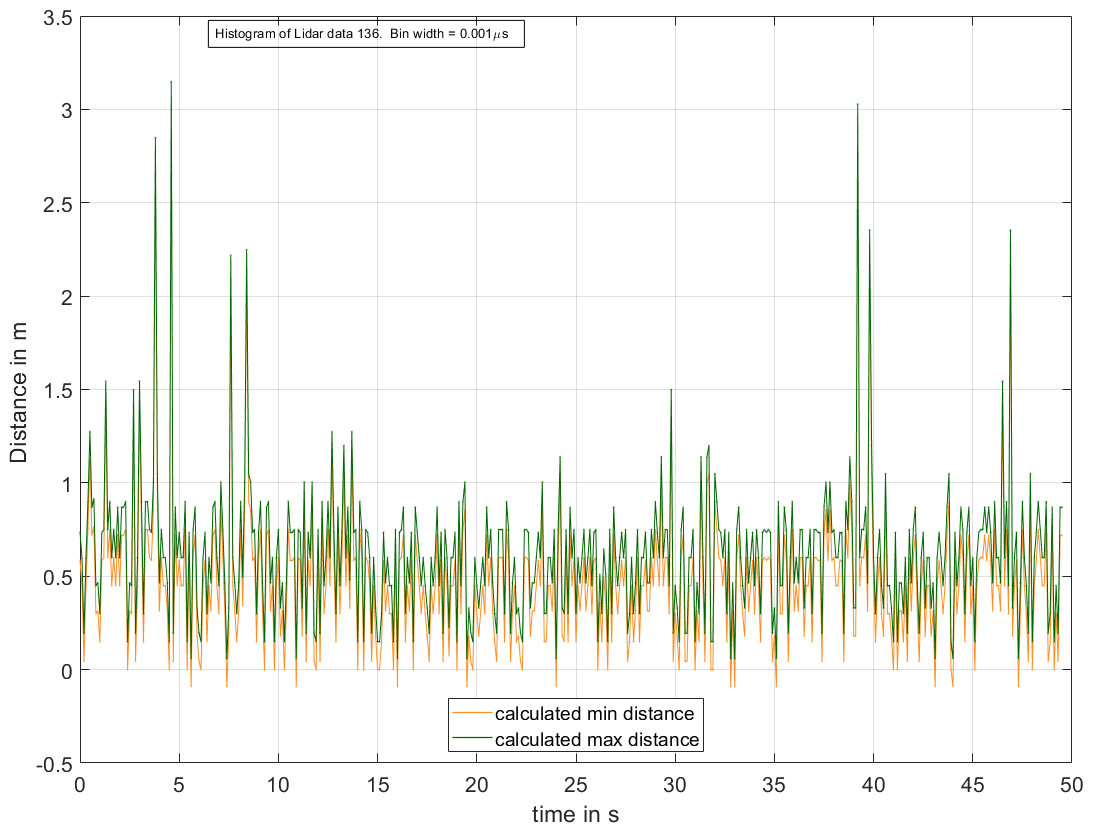 Histogram of Lidar data 136.  Bin width = 0.001μs
3.5
3
2.5
2
1.5
1
0.5
0
-0.5
Distance in m
calculated min distance
calculated max distance
0 5 10 15 20 25 30 35 40 45 50
time in s